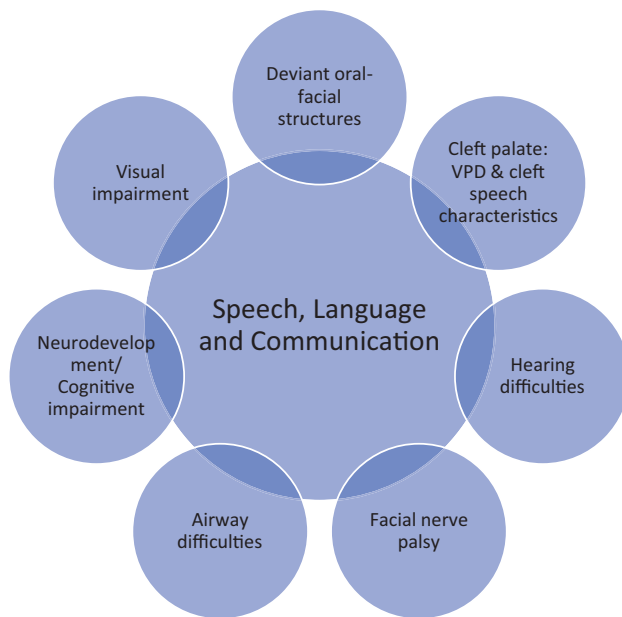 Deviant oral-
facial
structures
Cleft palate:
VPD & cleft
speech
characteristics
Hearing
difficulties
Facial nerve
palsy
Airway
difficulties
Neurodevelop
ment/
Cognitive
impairment
Visual
impairment
Speech, Language
and Communication